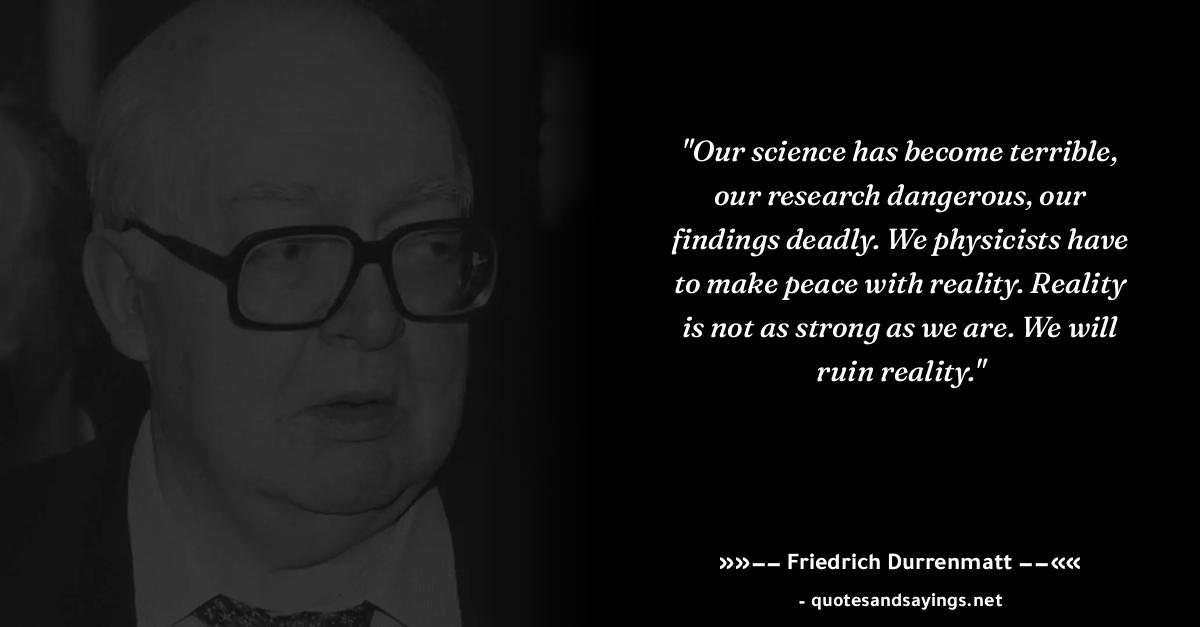 "Our science has become terrible,
our research dangerous, our
findings deadly. We physicists have
to make peace with reality. Reality
is not as strong as we are. We will
ruin reality."
»»–– Friedrich Durrenmatt ––««
- quotesandsayings.net